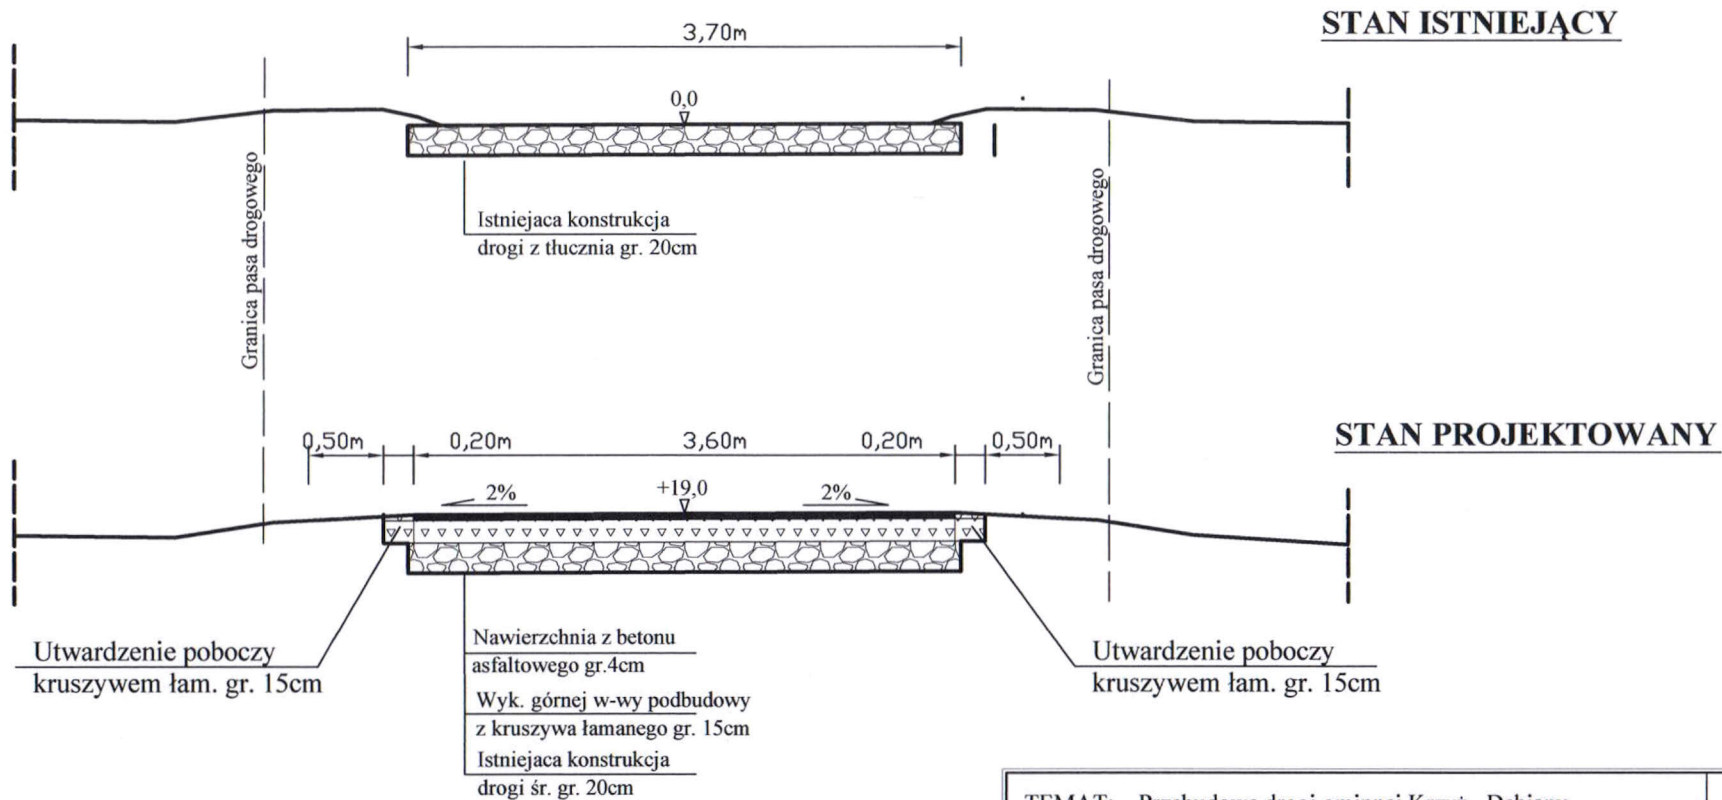 STAN ISTNIEJĄCY
3,70m
0,0
Granica pasa drogowego
Granica pasa drogowego
Istniejaca konstrukcja
drogi z tłucznia gr. 20cm
STAN PROJEKTOWANY
0,50m 0,20m 3,60m 0,20m 0,50m
2% +19,0 2%
Utwardzenie poboczy
kruszywem łam. gr. 15cm
Nawierzchnia z betonu
asfaltowego gr.4cm
Wyk. górnej w-wy podbudowy
z kruszywa łamanego gr. 15cm
Istniejaca konstrukcja
drogi śr. gr. 20cm
Utwardzenie poboczy
kruszywem łam. gr. 15cm
TEMAT: Przebudowa drogi gminnej